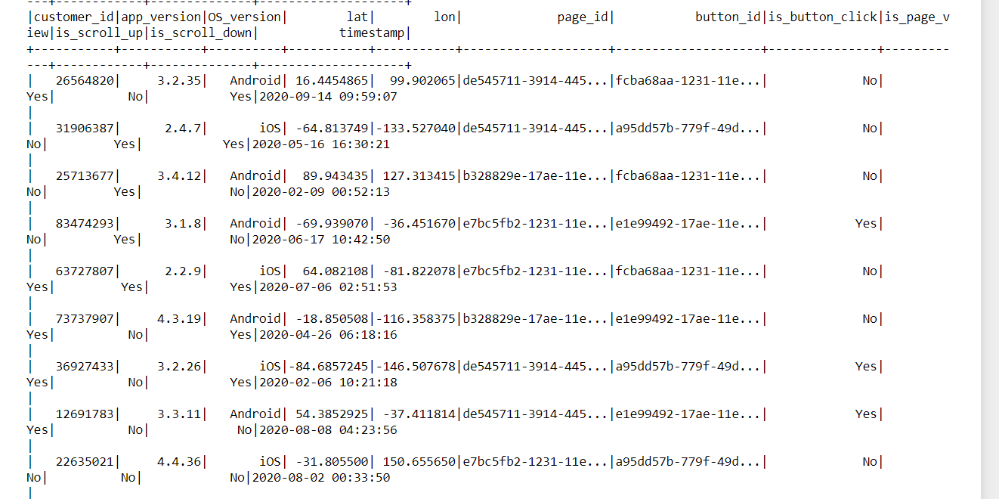 ---+------------+--------------+--------------------+
|customer_id|app_version|OS_version|        lat|        lon|             page_id|           button_id|is_button_click|is_page_v
iew|is_scroll_up|is_scroll_down|           timestamp|
+-----------+-----------+----------+-----------+-----------+--------------------+--------------------+---------------+---------
---+------------+--------------+--------------------+
|   26564820|     3.2.35|   Android| 16.4454865|  99.902065|de545711-3914-445...|fcba68aa-1231-11e...|             No|
Yes|          No|           Yes|2020-09-14 09:59:07
|
|   31906387|      2.4.7|       iOS| -64.813749|-133.527040|de545711-3914-445...|a95dd57b-779f-49d...|             No|
No|         Yes|           Yes|2020-05-16 16:30:21
|
|   25713677|     3.4.12|   Android|  89.943435| 127.313415|b328829e-17ae-11e...|fcba68aa-1231-11e...|             No|
No|         Yes|            No|2020-02-09 00:52:13
|
|   83474293|      3.1.8|   Android| -69.939070| -36.451670|e7bc5fb2-1231-11e...|e1e99492-17ae-11e...|            Yes|
No|         Yes|            No|2020-06-17 10:42:50
|
|   63727807|      2.2.9|       iOS|  64.082108| -81.822078|e7bc5fb2-1231-11e...|fcba68aa-1231-11e...|             No|
Yes|         Yes|           Yes|2020-07-06 02:51:53
|
|   73737907|     4.3.19|   Android| -18.850508|-116.358375|b328829e-17ae-11e...|e1e99492-17ae-11e...|             No|
Yes|          No|           Yes|2020-04-26 06:18:16
|
|   36927433|     3.2.26|       iOS|-84.6857245|-146.507678|de545711-3914-445...|a95dd57b-779f-49d...|            Yes|
Yes|          No|           Yes|2020-02-06 10:21:18
|
|   12691783|     3.3.11|   Android| 54.3852925| -37.411814|de545711-3914-445...|e1e99492-17ae-11e...|            Yes|
Yes|          No|            No|2020-08-08 04:23:56
|
|   22635021|     4.4.36|       iOS| -31.805500| 150.655650|e7bc5fb2-1231-11e...|a95dd57b-779f-49d...|             No|
No|          No|            No|2020-08-02 00:33:50
|